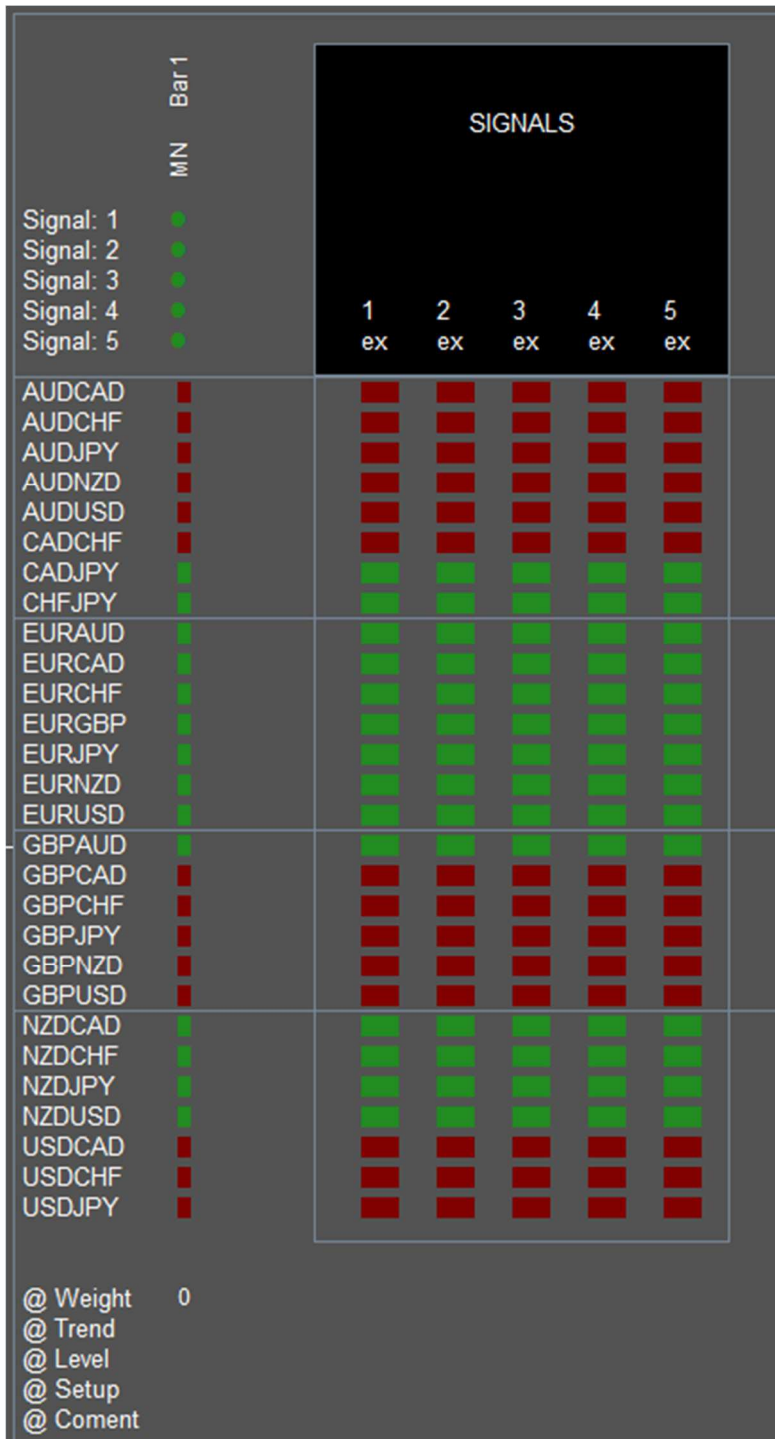 MN Bar1
SIGNALS
Signal: 1
Signal: 2
Signal: 3
Signal: 4
Signal: 5
1 2 3 4 5
ex ex ex ex ex
AUDCAD
AUDCHF
AUDJPY
AUDNZD
AUDUSD
CADCHF
CADJPY
CHFJPY
EURAUD
EURCAD
EURCHF
EURGBP
EURJPY
EURNZD
EURUSD
GBPAUD
GBPCAD
GBPCHF
GBPJPY
GBPNZD
GBPUSD
NZDCAD
NZDCHF
NZDJPY
NZDUSD
USDCAD
USDCHF
USDJPY
@ Weight 0
@ Trend
@ Level
@ Setup
@ Coment